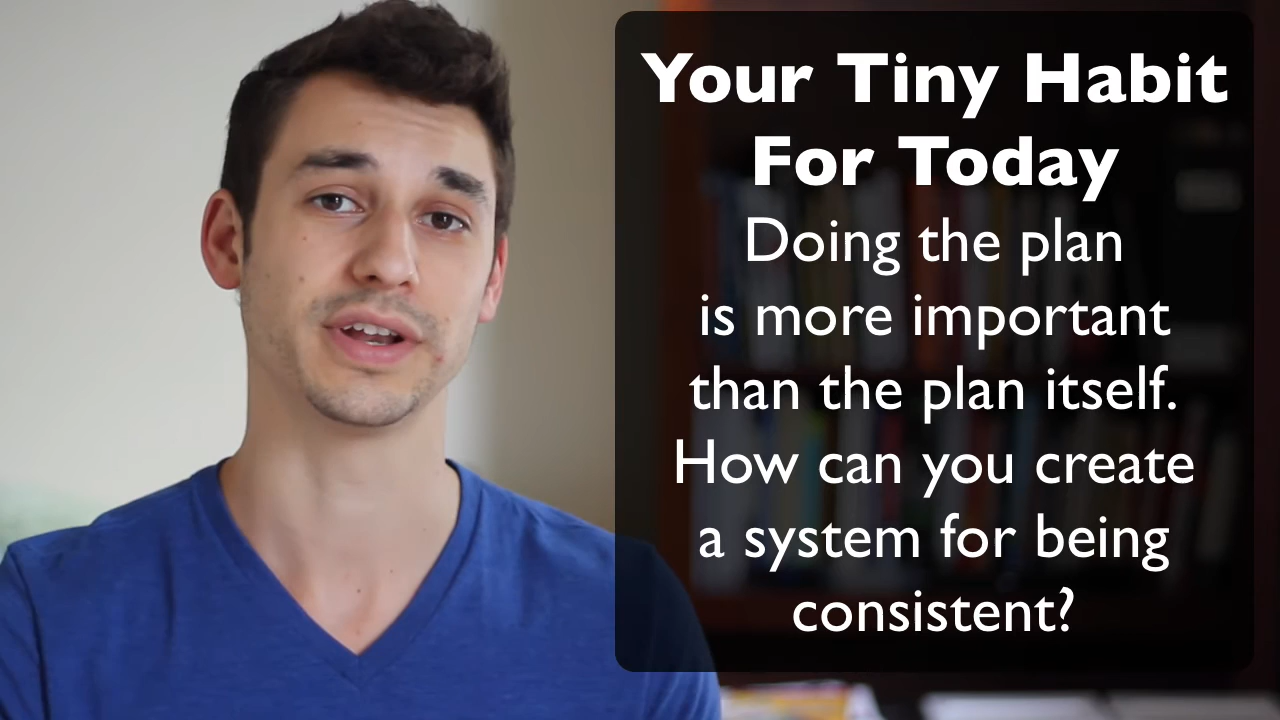 Your Tiny Habit
For Today
Doing the plan
is more important
than the plan itself.
How can you create
a system for being
consistent?